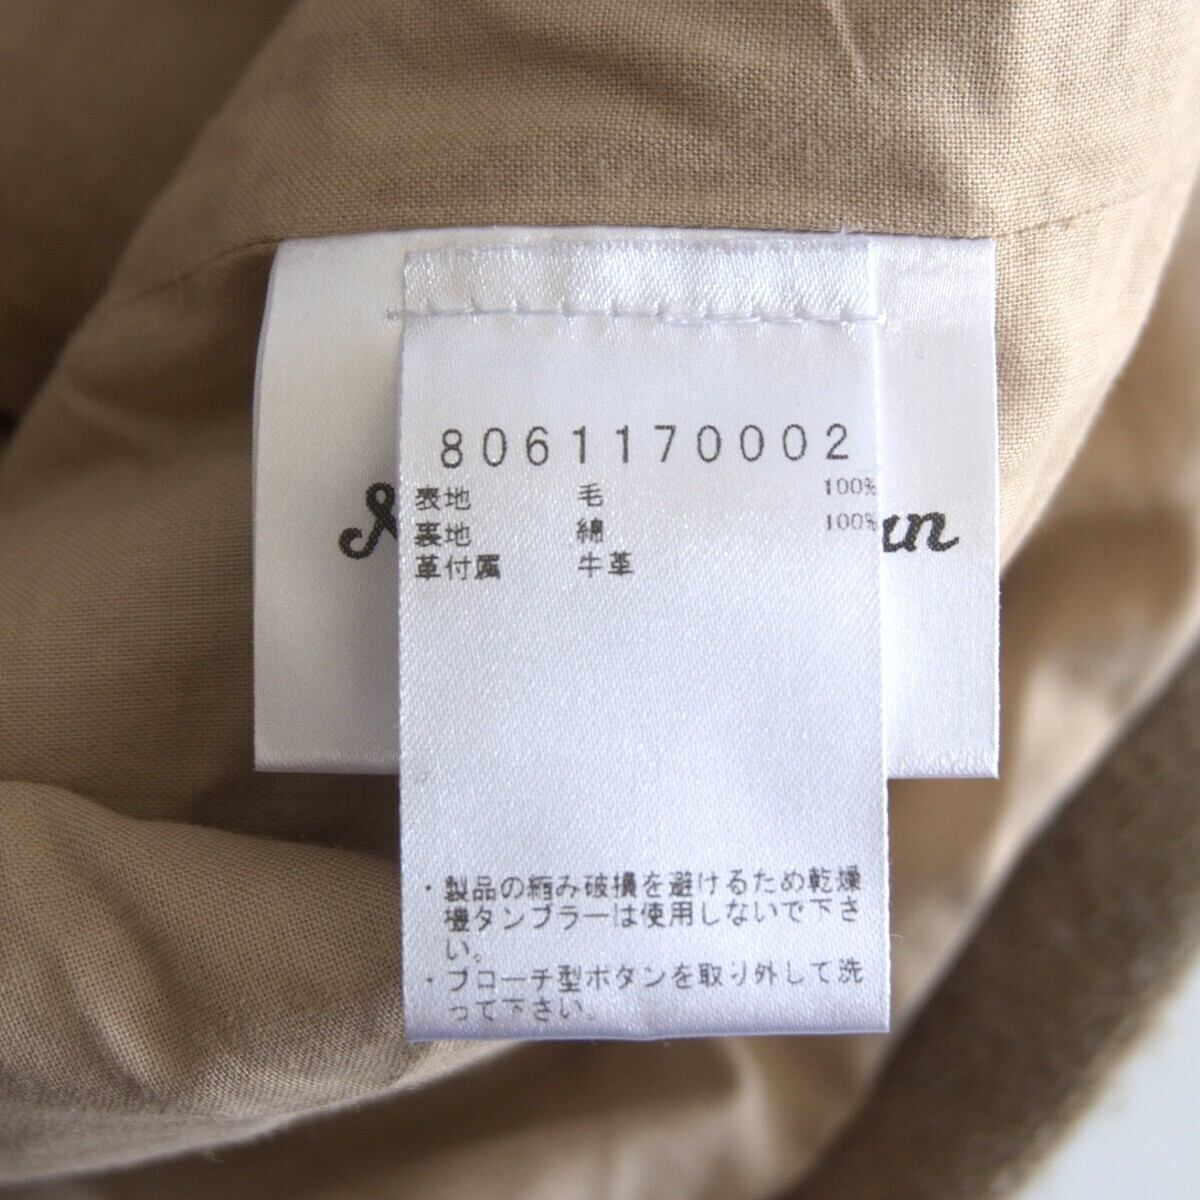 8061170002
表地 毛 100%
裏地 綿 100%
革付属 牛革
・製品の縮み破損を避けるため乾燥
機タンブラーは使用しないで下さ
い。
・ブローチ型ボタンを取り外して洗
って下さい。